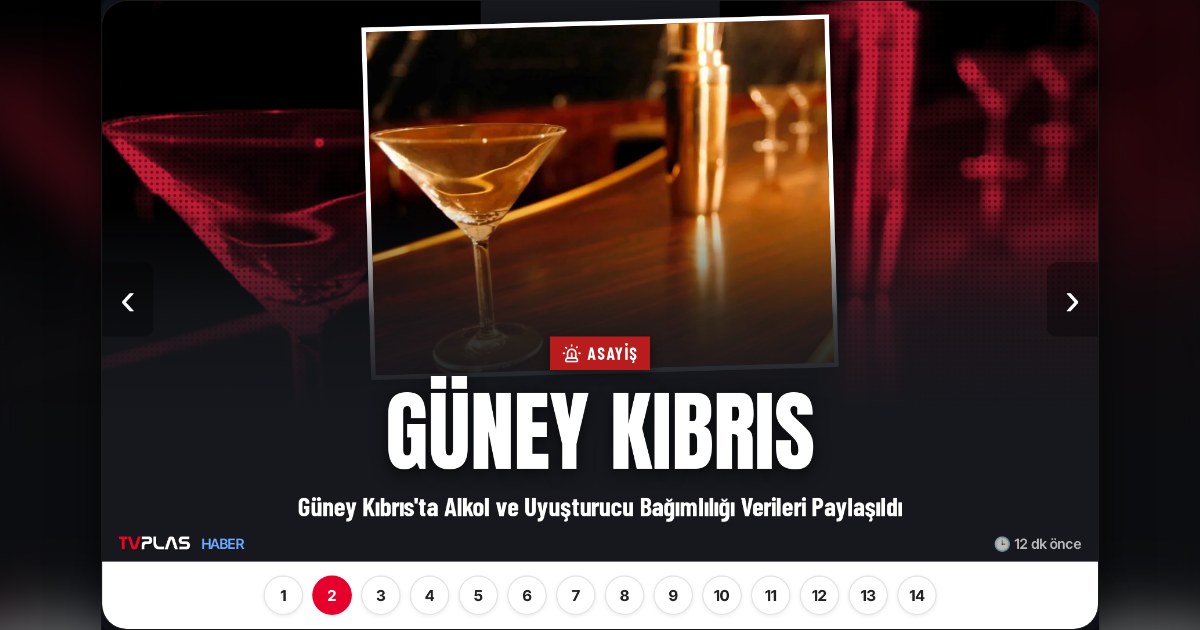 ASAYİŞ
GÜNEY KIBRIS
Güney Kıbrıs'ta Alkol ve Uyuşturucu Bağımlılığı Verileri Paylaşıldı
TVPLAS HABER
12 dk önce
1 2 3 4 5 6 7 8 9 10 11 12 13 14